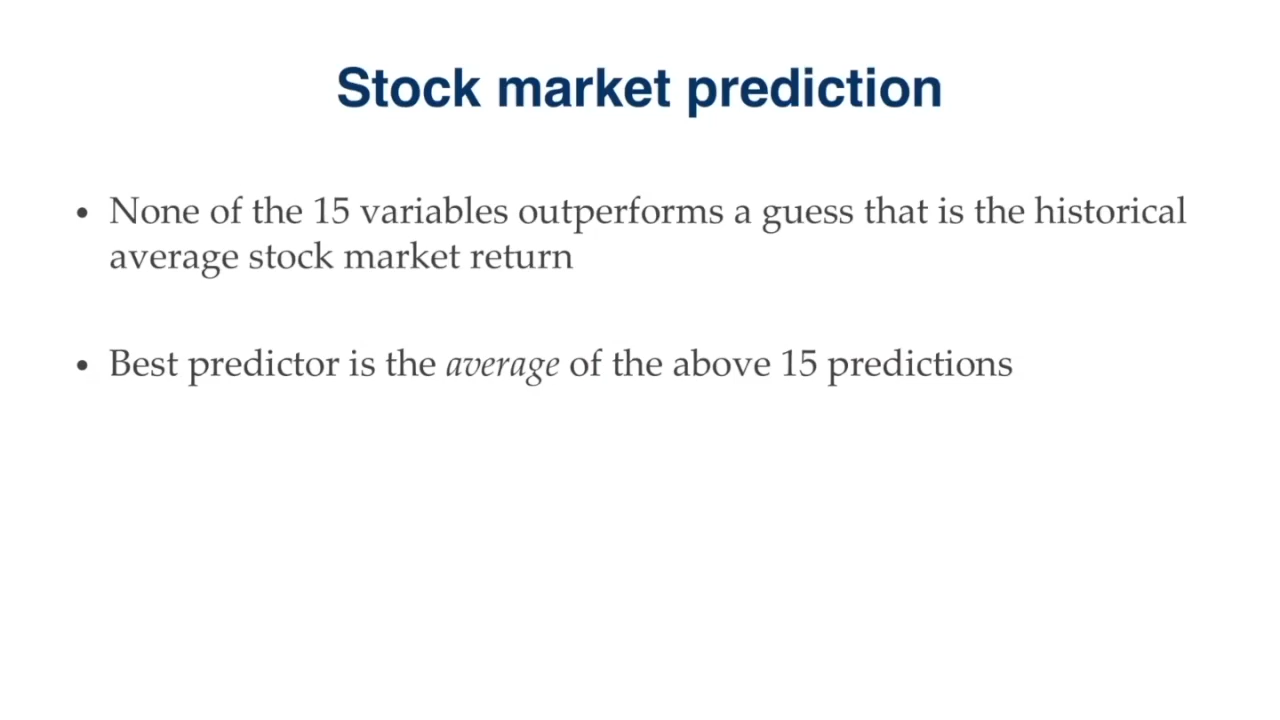 Stock market prediction
• None of the 15 variables outperforms a guess that is the historical
average stock market return
• Best predictor is the average of the above 15 predictions